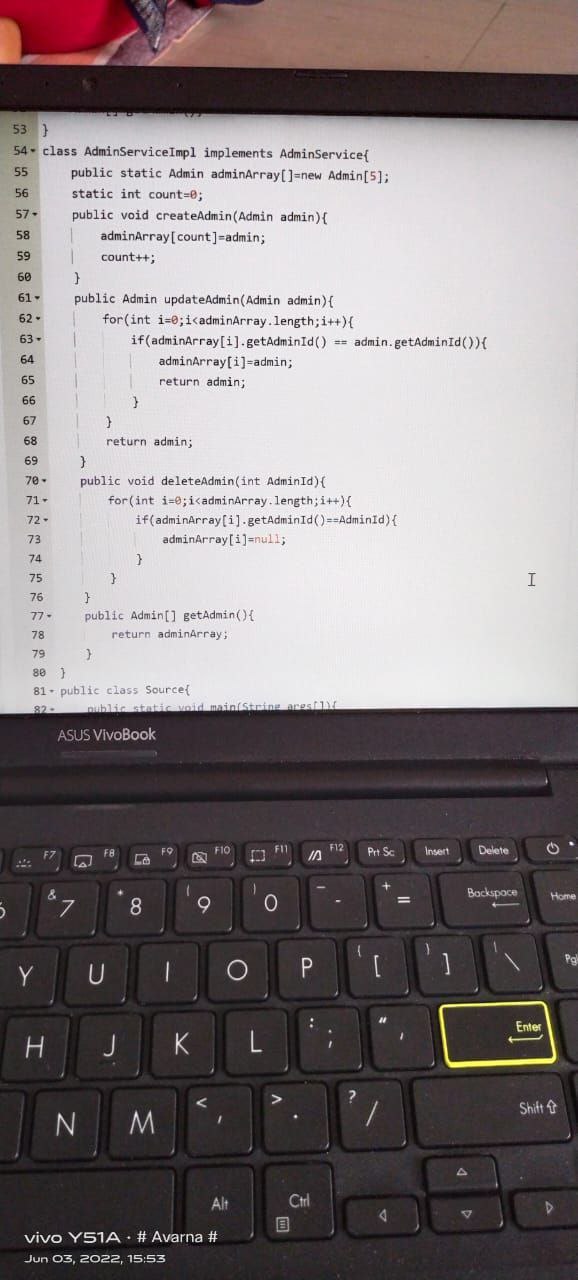 53 }
54 class AdminServiceImpl implements AdminService{
55 public static Admin adminArray[]=new Admin[5];
56 static int count=0;
57 public void createAdmin(Admin admin){
58 adminArray[count]=admin;
59 count++;
60 }
61 public Admin updateAdmin(Admin admin){
62 for(int i=0;i<adminArray.length;i++){
63 if(adminArray[i].getAdminId() == admin.getAdminId()){
64 adminArray[i]=admin;
65 return admin;
66 }
67 }
68 return admin;
69 }
70 public void deleteAdmin(int AdminId){
71 for(int i=0;i<adminArray.length;i++){
72 if(adminArray[i].getAdminId()==AdminId){
73 adminArray[i]=null;
74 }
75 }
76 }
77 public Admin[] getAdmin(){
78 return adminArray;
79 }
80 }
81 public class Source{
82 public static void main(String args[]){
ASUS VivoBook
F7 F8 F9 F10 F11 F12 Prt Sc Insert Delete
& 7 * 8 ( 9 ) 0 _ - + = Backspace Home
Y U I O P { [ } ] | \
H J K L : ; " ' Enter
N M < , > . ? / Shift
Alt Ctrl
vivo Y51A · # Avarna #
Jun 03, 2022, 15:53